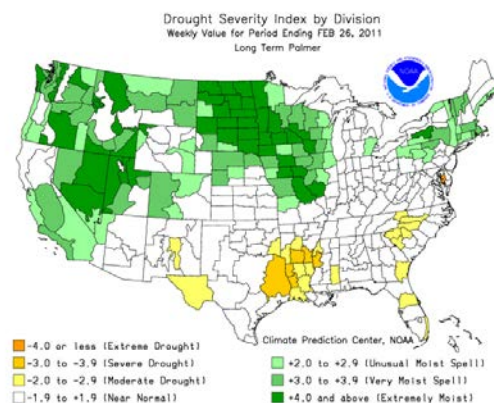 Drought Severity Index by Division
Weekly Value for Period Ending FEB 26, 2011
Long Term Palmer
NOAA
Climate Prediction Center, NOAA
-4.0 or less (Extreme Drought)
-3.0 to -3.9 (Severe Drought)
-2.0 to -2.9 (Moderate Drought)
-1.9 to +1.9 (Near Normal)
+2.0 to +2.9 (Unusual Moist Spell)
+3.0 to +3.9 (Very Moist Spell)
+4.0 and above (Extremely Moist)